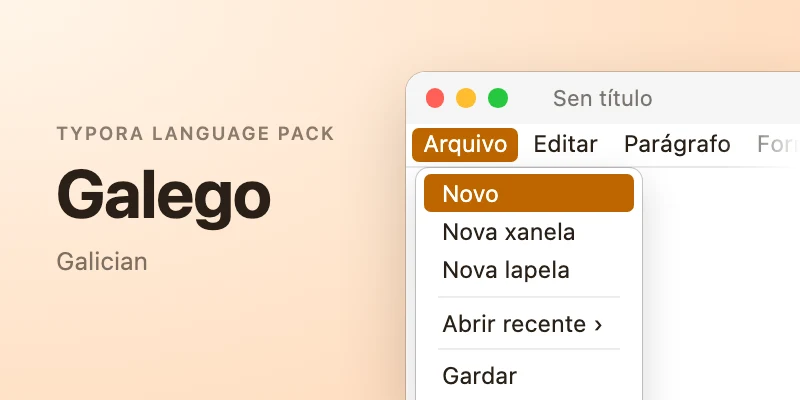 TYPORA LANGUAGE PACK
Galego
Galician
Sen título
Arquivo Editar Parágrafo
Novo
Nova xanela
Nova lapela
Abrir recente ›
Gardar